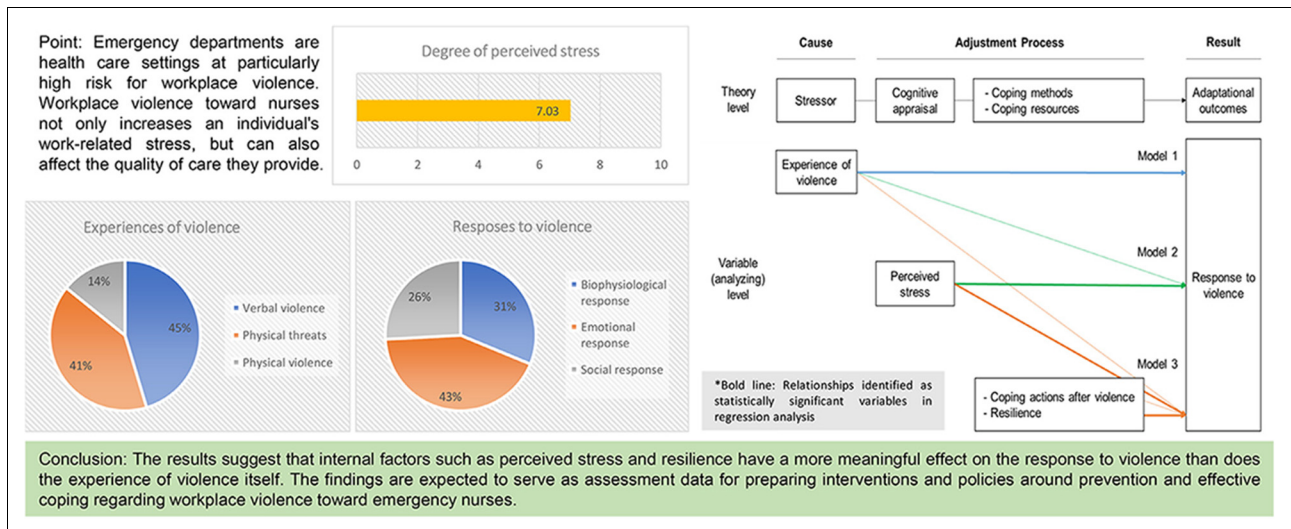 Point: Emergency departments are
health care settings at particularly
high risk for workplace violence.
Workplace violence toward nurses
not only increases an individual's
work-related stress, but can also
affect the quality of care they provide.
Degree of perceived stress
7.03
0 2 4 6 8 10
Experiences of violence
14%
45%
41%
Verbal violence
Physical threats
Physical violence
Resposes to violence
26%
31%
43%
Biophysiological
response
Emotional
response
Social response
Cause Adjustment Process Result
Theory
level
Stressor
Cognitive
appraisal
- Coping methods
- Coping resources
Adaptational
outcomes
Experience of
violence
Model 1
Model 2
Variable
(analyzing)
level
Perceived
stress
Response to
violence
Model 3
- Coping actions after violence
- Resilience
*Bold line: Relationships identified as
statistically significant variables in
regression analysis
Conclusion: The results suggest that internal factors such as perceived stress and resilience have a more meaningful effect on the response to violence than does
the experience of violence itself. The findings are expected to serve as assessment data for preparing interventions and policies around prevention and effective
coping regarding workplace violence toward emergency nurses.